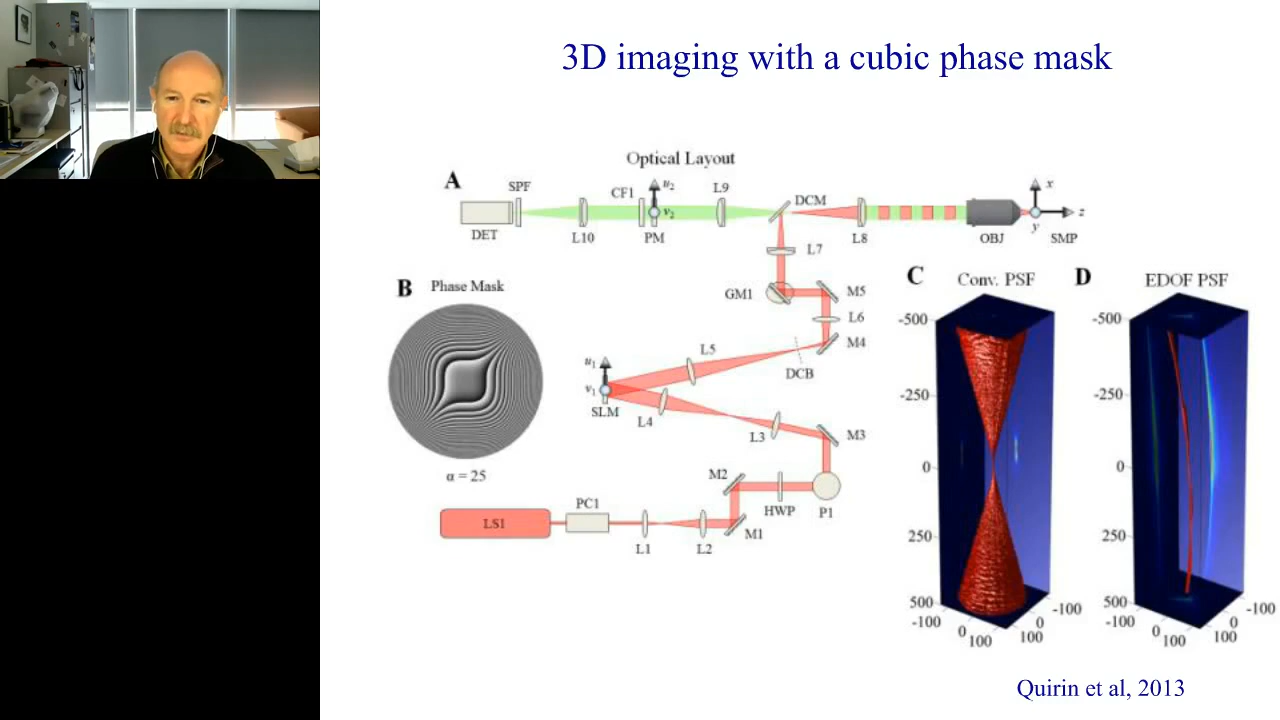 3D imaging with a cubic phase mask
Optical Layout
A
SPF
CF1
u2
L9
DCM
x
v2
z
DET
L10
PM
L8
OBJ
y
SMP
L7
B
Phase Mask
GM1
M5
L6
M4
L5
DCB
u1
v1
SLM
L4
L3
M3
α = 25
M2
PC1
HWP
P1
LS1
M1
L1
L2
C
Conv. PSF
-500
-250
0
250
500
-100
0
100
-100
0
100
D
EDOF PSF
-500
-250
0
250
500
-100
0
100
-100
0
100
Quirin et al, 2013